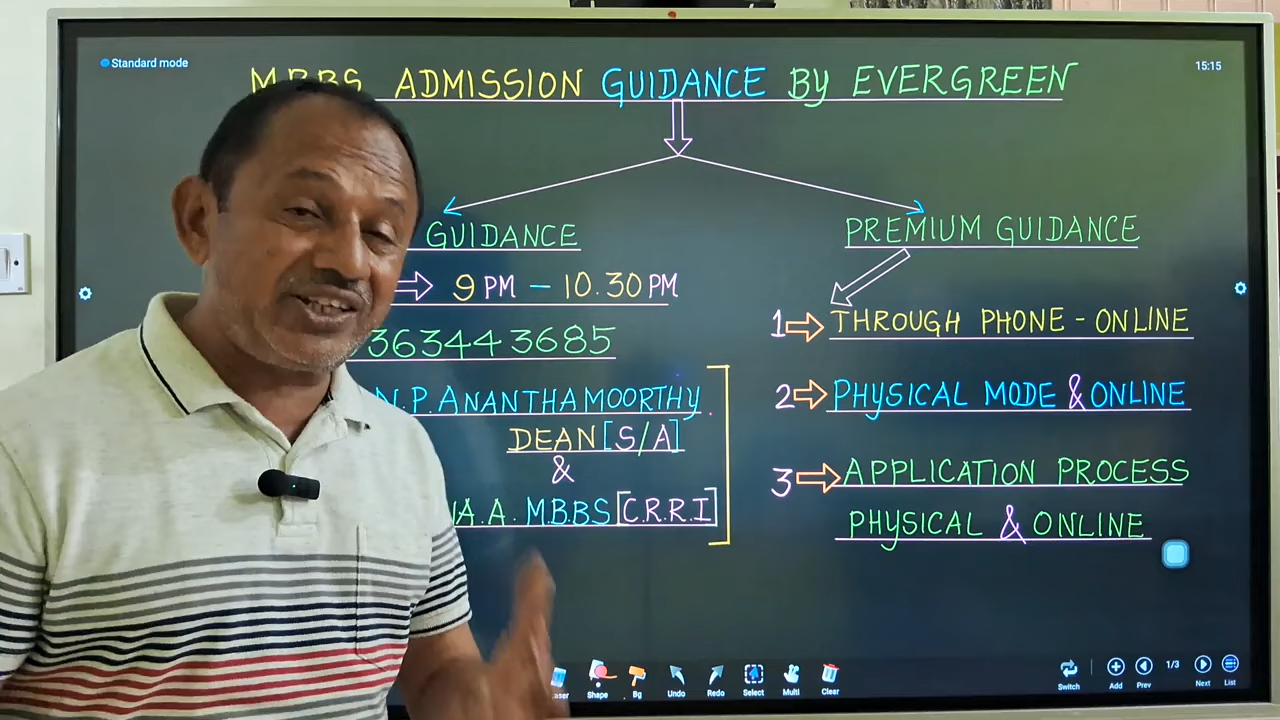 Standard mode
15:15
M.B.B.S ADMISSION GUIDANCE By EVERGREEN
GUIDANCE
9 PM - 10.30 PM
363443685
N.P. ANANTHAMOORTHY.
DEAN [S/A]
&
A.A. M.B.B.S [C.R.R.I]
PREMIUM GUIDANCE
1 THROUGH PHONE - ONLINE
2 PHYSICAL MODE & ONLINE
3 APPLICATION PROCESS
PHYSICAL & ONLINE
Shape Bg Undo Redo Select Multi Clear
Switch Add Prev 1/3 Next List